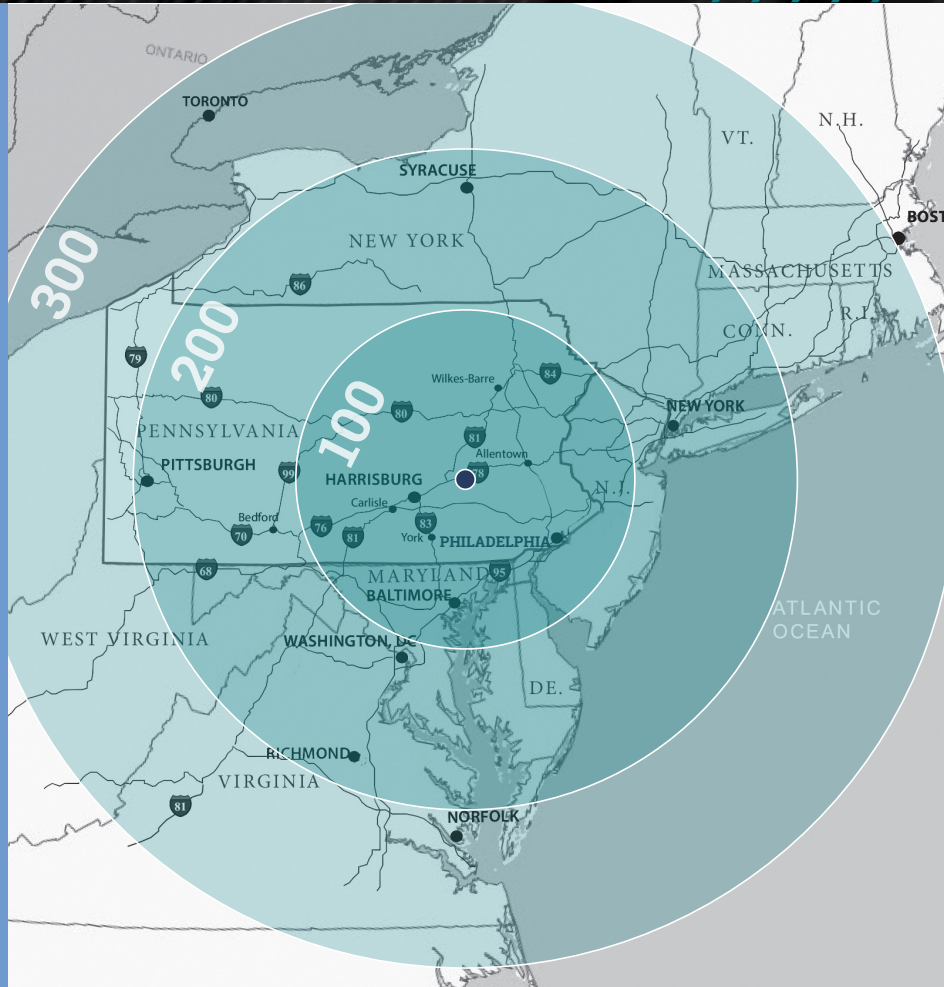 ONTARIO
TORONTO
N.H.
VT.
SYRACUSE
BOST
NEW YORK
MASSACHUSETTS
300
86
R.I.
CONN.
200
79
84
Wilkes-Barre
80
NEW YORK
80
100
PENNSYLVANIA
81
Allentown
PITTSBURGH
99
78
HARRISBURG
N.J.
Carlisle
Bedford
76
83
70
81
York
PHILADELPHIA
68
MARYLAND
95
BALTIMORE
ATLANTIC
OCEAN
WEST VIRGINIA
WASHINGTON, DC
DE.
RICHMOND
VIRGINIA
81
NORFOLK